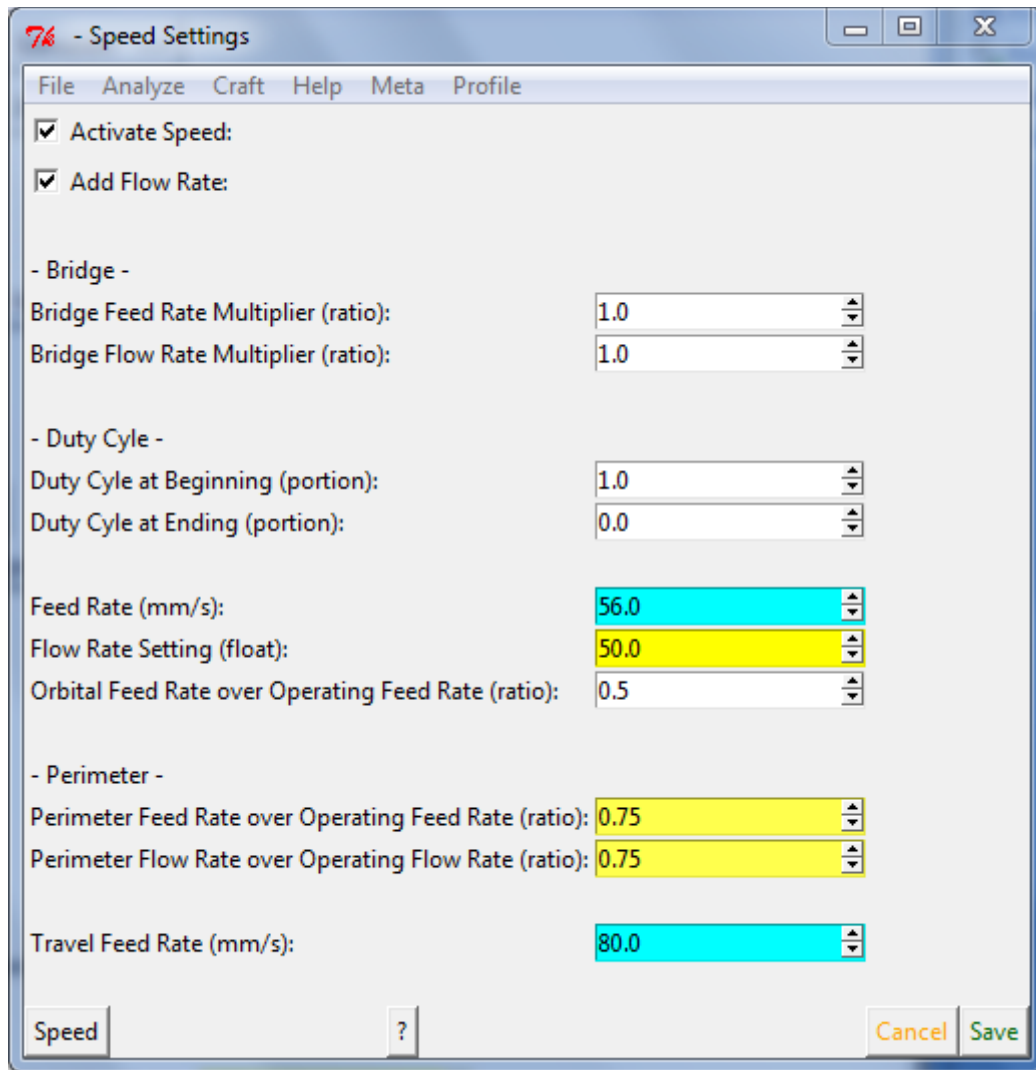 7k - Speed Settings
File Analyze Craft Help Meta Profile
Activate Speed:
Add Flow Rate:
- Bridge -
Bridge Feed Rate Multiplier (ratio): 1.0
Bridge Flow Rate Multiplier (ratio): 1.0
- Duty Cyle -
Duty Cyle at Beginning (portion): 1.0
Duty Cyle at Ending (portion): 0.0
Feed Rate (mm/s): 56.0
Flow Rate Setting (float): 50.0
Orbital Feed Rate over Operating Feed Rate (ratio): 0.5
- Perimeter -
Perimeter Feed Rate over Operating Feed Rate (ratio): 0.75
Perimeter Flow Rate over Operating Flow Rate (ratio): 0.75
Travel Feed Rate (mm/s): 80.0
Speed ? Cancel Save